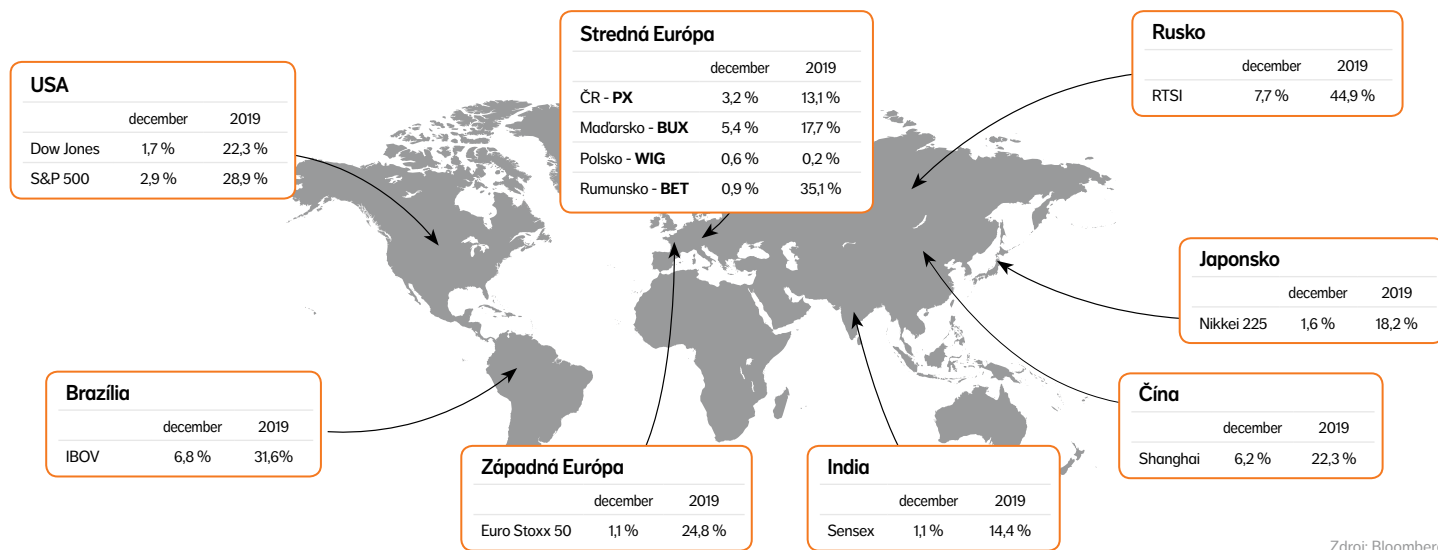 Stredná Európa
december 2019
ČR - PX 3,2 % 13,1 %
Maďarsko - BUX 5,4 % 17,7 %
Polsko - WIG 0,6 % 0,2 %
Rumunsko - BET 0,9 % 35,1 %
Rusko
december 2019
RTSI 7,7 % 44,9 %
USA
december 2019
Dow Jones 1,7 % 22,3 %
S&P 500 2,9 % 28,9 %
Japonsko
december 2019
Nikkei 225 1,6 % 18,2 %
Brazília
december 2019
IBOV 6,8 % 31,6%
Čína
december 2019
Shanghai 6,2 % 22,3 %
Západná Európa
december 2019
Euro Stoxx 50 1,1 % 24,8 %
India
december 2019
Sensex 1,1 % 14,4 %
Zdroj: Bloomberg